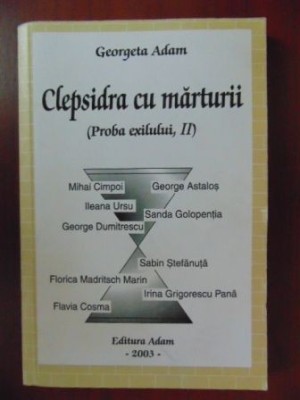 Georgeta Adam
Clepsidra cu mărturii
(Proba exilului, II)
Mihai Cimpoi
George Astaloș
Ileana Ursu
Sanda Golopenția
George Dumitrescu
Sabin Ștefănuță
Florica Madritsch Marin
Irina Grigorescu Pană
Flavia Cosma
Editura Adam
- 2003 -